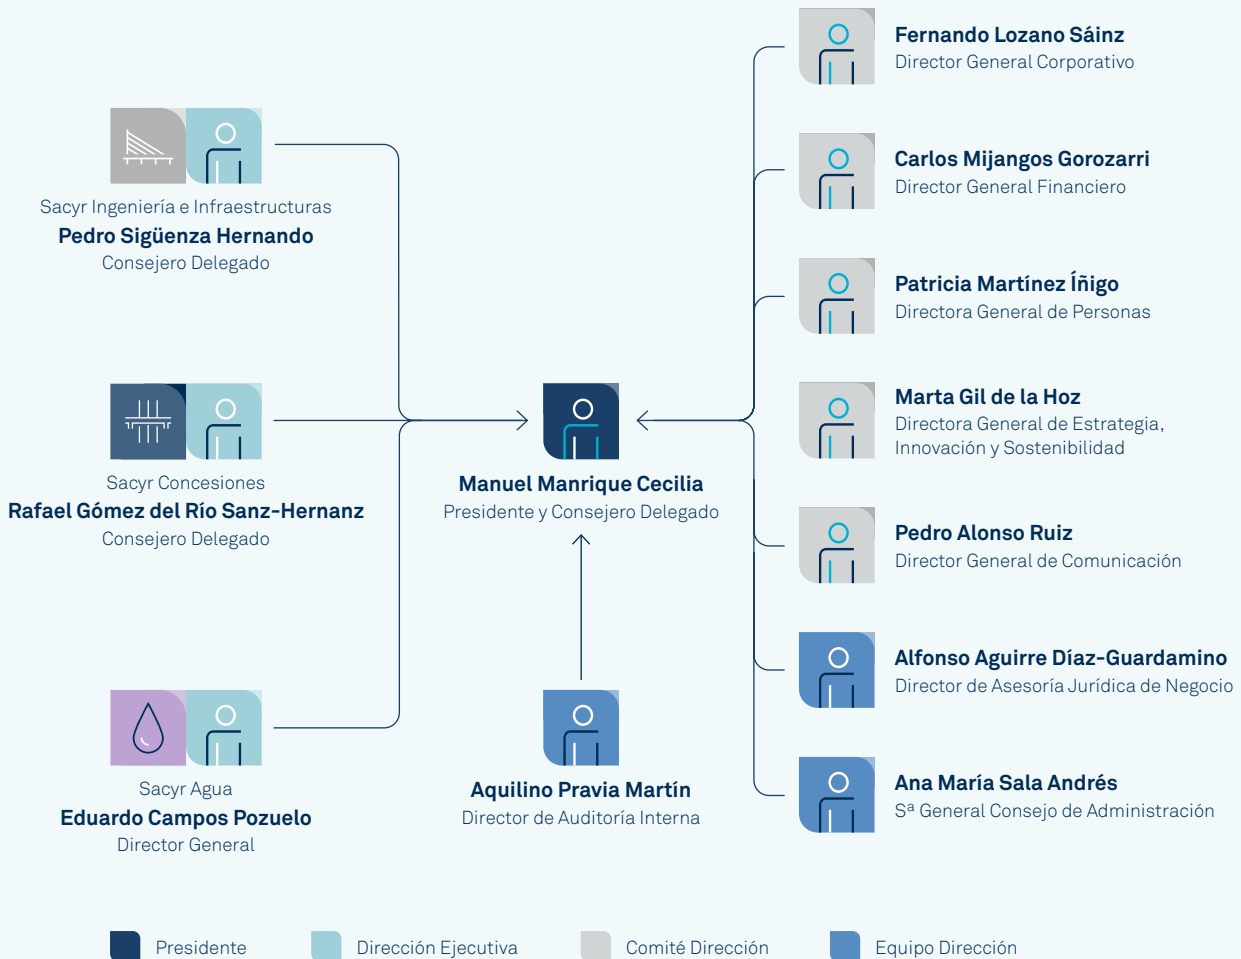 Sacyr Ingeniería e Infraestructuras
Pedro Sigüenza Hernando
Consejero Delegado
Sacyr Concesiones
Rafael Gómez del Río Sanz-Hernanz
Consejero Delegado
Sacyr Agua
Eduardo Campos Pozuelo
Director General
Manuel Manrique Cecilia
Presidente y Consejero Delegado
Aquilino Pravia Martín
Director de Auditoría Interna
Fernando Lozano Sáinz
Director General Corporativo
Carlos Mijangos Gorozarri
Director General Financiero
Patricia Martínez Íñigo
Directora General de Personas
Marta Gil de la Hoz
Directora General de Estrategia,
Innovación y Sostenibilidad
Pedro Alonso Ruiz
Director General de Comunicación
Alfonso Aguirre Díaz-Guardamino
Director de Asesoría Jurídica de Negocio
Ana María Sala Andrés
Sª General Consejo de Administración
Presidente
Dirección Ejecutiva
Comité Dirección
Equipo Dirección